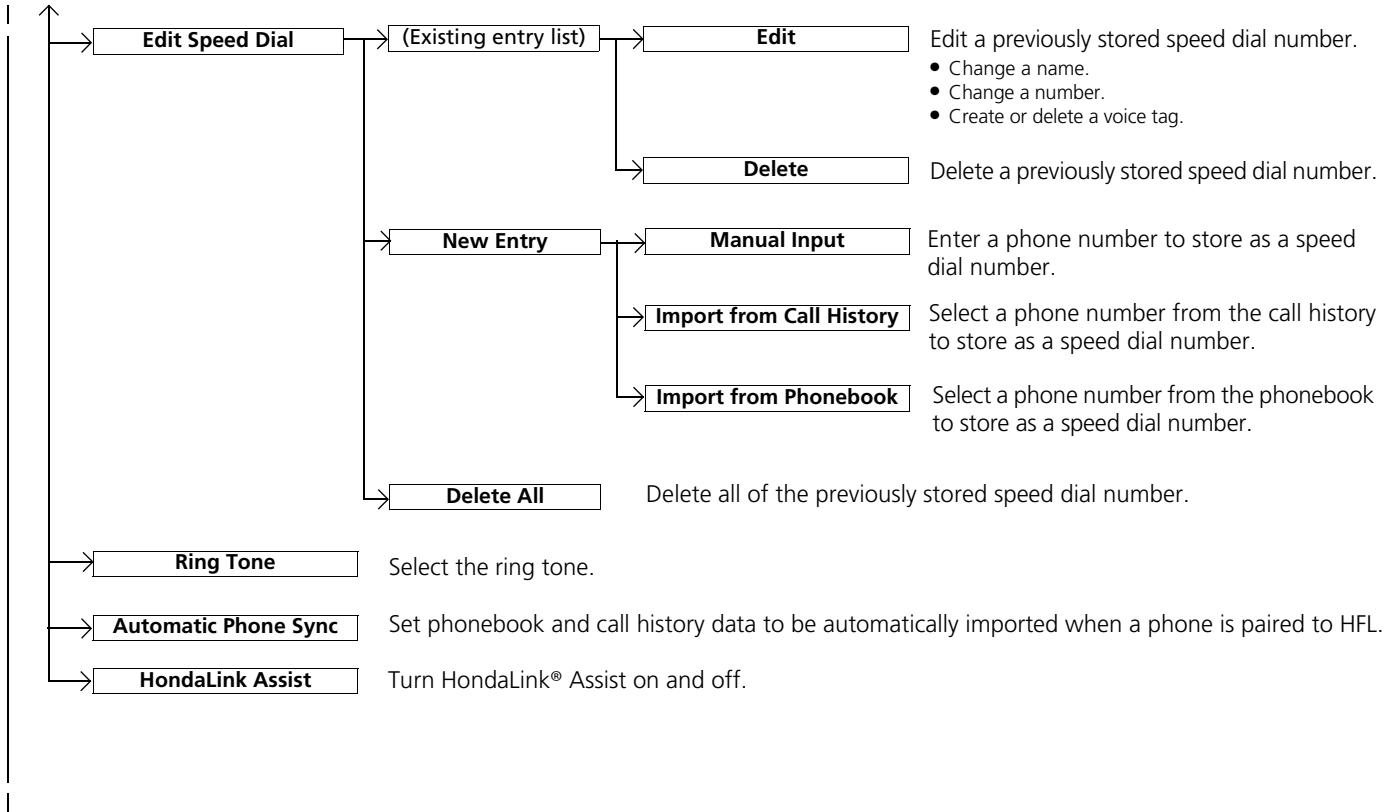 Edit Speed Dial
(Existing entry list)
Edit
Edit a previously stored speed dial number.
• Change a name.
• Change a number.
• Create or delete a voice tag.
Delete
Delete a previously stored speed dial number.
New Entry
Manual Input
Enter a phone number to store as a speed
dial number.
Import from Call History
Select a phone number from the call history
to store as a speed dial number.
Import from Phonebook
Select a phone number from the phonebook
to store as a speed dial number.
Delete All
Delete all of the previously stored speed dial number.
Ring Tone
Select the ring tone.
Automatic Phone Sync
Set phonebook and call history data to be automatically imported when a phone is paired to HFL.
HondaLink Assist
Turn HondaLink® Assist on and off.